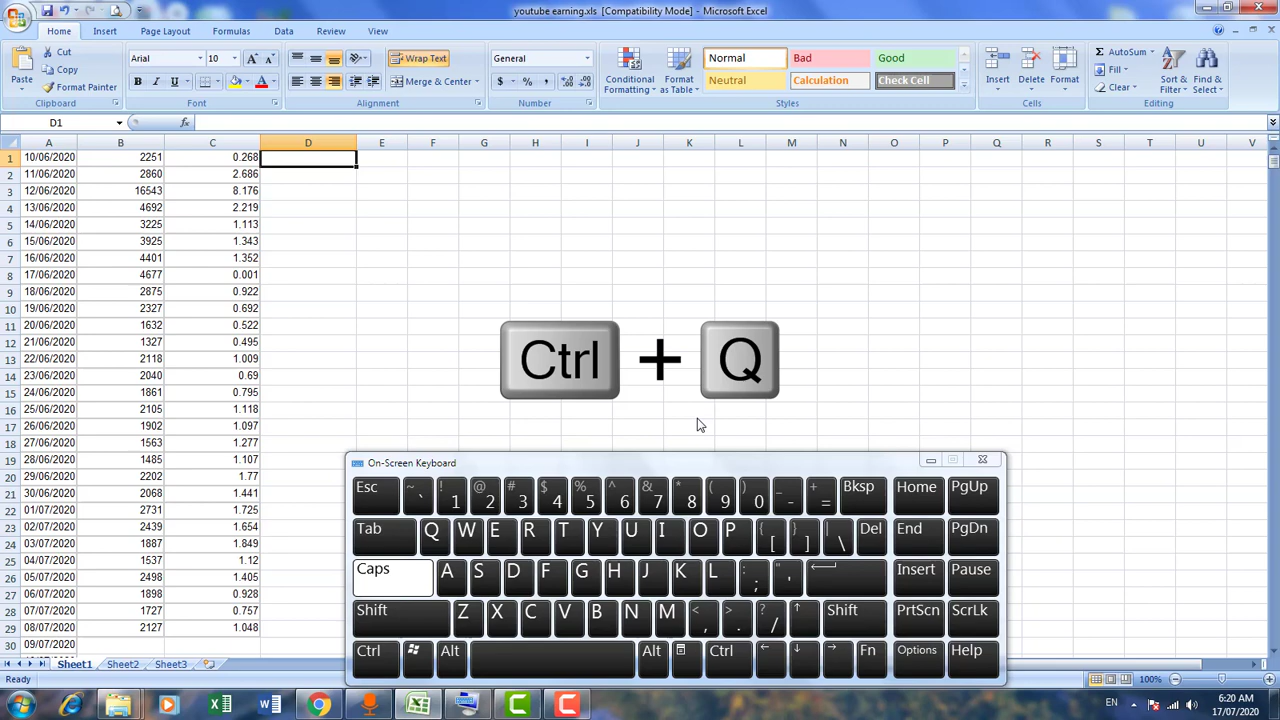 youtube earning.xls [Compatibility Mode] - Microsoft Excel
Home Insert Page Layout Formulas Data Review View
Cut
Copy
Format Painter
Paste
Clipboard
Arial 10
B I U
Font
Wrap Text
Merge & Center
Alignment
General
$ % ,
Number
Conditional Formatting
Format as Table
Normal Bad Good
Neutral Calculation Check Cell
Styles
Insert Delete Format
Cells
AutoSum
Fill
Clear
Sort & Filter
Find & Select
Editing
D1 fx
A B C D E F G H I J K L M N O P Q R S T U V
1 10/06/2020 2251 0.268
2 11/06/2020 2860 2.686
3 12/06/2020 16543 8.176
4 13/06/2020 4692 2.219
5 14/06/2020 3225 1.113
6 15/06/2020 3925 1.343
7 16/06/2020 4401 1.352
8 17/06/2020 4677 0.001
9 18/06/2020 2875 0.922
10 19/06/2020 2327 0.692
11 20/06/2020 1632 0.522
12 21/06/2020 1327 0.495
13 22/06/2020 2118 1.009
14 23/06/2020 2040 0.69
15 24/06/2020 1861 0.795
16 25/06/2020 2105 1.118
17 26/06/2020 1902 1.097
18 27/06/2020 1563 1.277
19 28/06/2020 1485 1.107
20 29/06/2020 2202 1.77
21 30/06/2020 2068 1.441
22 01/07/2020 2731 1.725
23 02/07/2020 2439 1.654
24 03/07/2020 1887 1.849
25 04/07/2020 1537 1.12
26 05/07/2020 2498 1.405
27 06/07/2020 1898 0.928
28 07/07/2020 1727 0.757
29 08/07/2020 2127 1.048
30 09/07/2020
Ctrl + Q
On-Screen Keyboard
Esc ~ ` ! 1 @ 2 # 3 $ 4 % 5 ^ 6 & 7 * 8 ( 9 ) 0 _ - + = Bksp Home PgUp
Tab Q W E R T Y U I O P { [ } ] | \ Del End PgDn
Caps A S D F G H J K L : ; " ' Insert Pause
Shift Z X C V B N M < , > . ? / ↑ Shift PrtScn ScrLk
Ctrl Alt Alt Ctrl ← ↓ → Fn Options Help
Sheet1 Sheet2 Sheet3
Ready 100%
EN 6:20 AM
17/07/2020